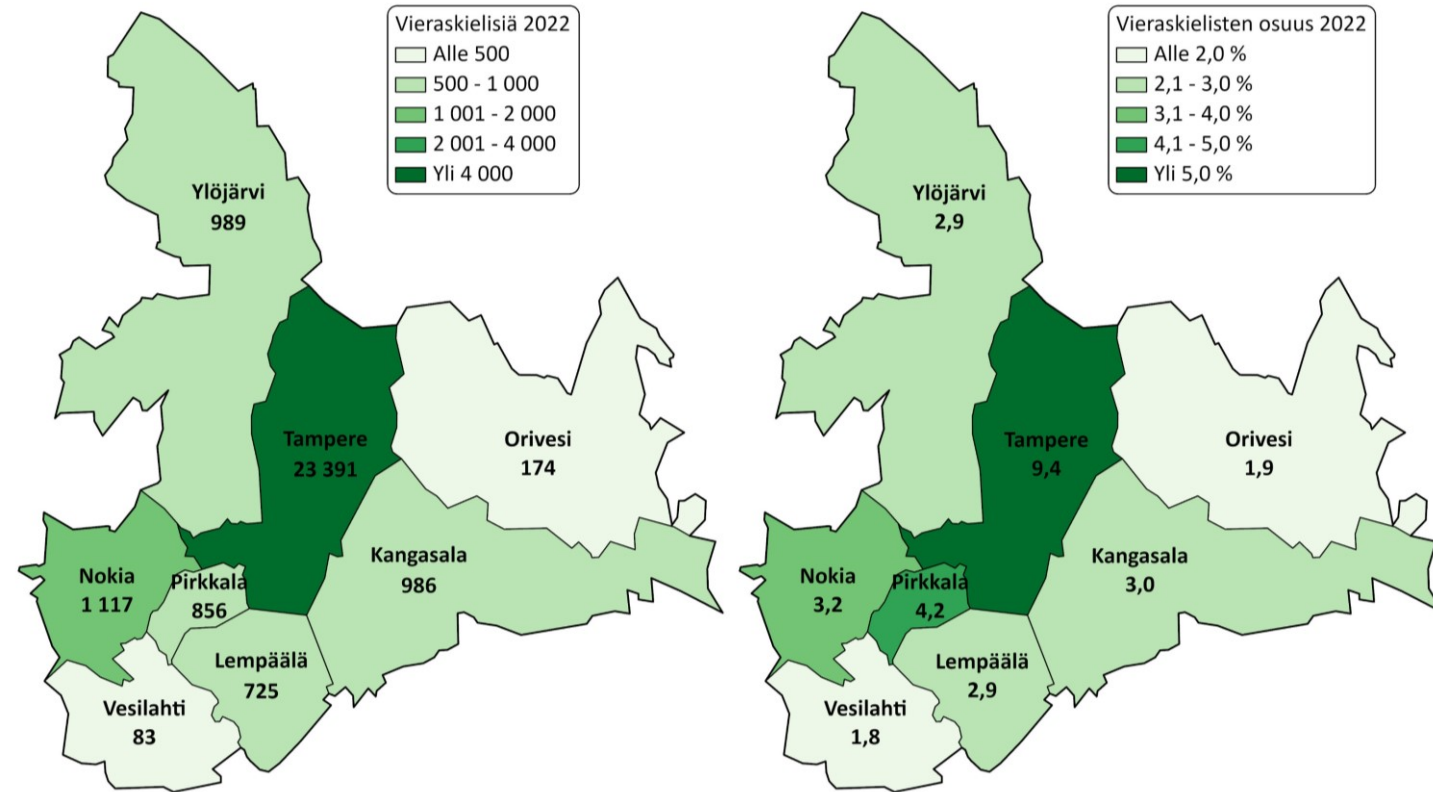 Vieraskielisiä 2022
Alle 500
500 - 1 000
1 001 - 2 000
2 001 - 4 000
Yli 4 000
Ylöjärvi
989
Tampere
23 391
Orivesi
174
Kangasala
986
Nokia
1 117
Pirkkala
856
Lempäälä
725
Vesilahti
83
Vieraskielisten osuus 2022
Alle 2,0 %
2,1 - 3,0 %
3,1 - 4,0 %
4,1 - 5,0 %
Yli 5,0 %
Ylöjärvi
2,9
Tampere
9,4
Orivesi
1,9
Kangasala
3,0
Nokia
3,2
Pirkkala
4,2
Lempäälä
2,9
Vesilahti
1,8